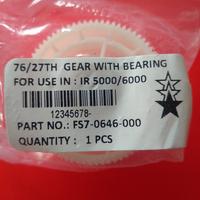 76/27TH GEAR WITH BEARING
FOR USE IN : IR 5000/6000
12345678-
PART NO.: FS7-0646-000
QUANTITY : 1 PCS